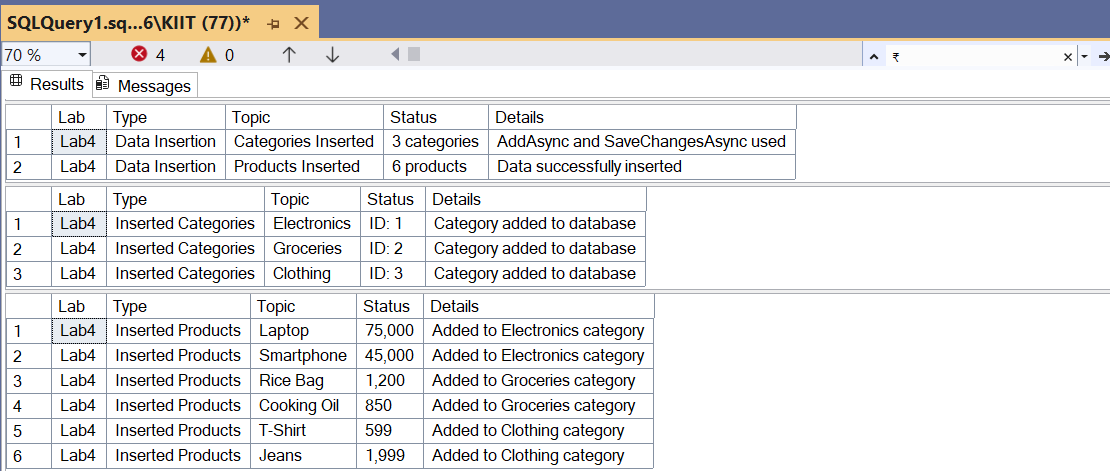 SQLQuery1.sq...6\KIIT (77))*
70 % 4 0 ₹
Results Messages
Lab Type Topic Status Details
1 Lab4 Data Insertion Categories Inserted 3 categories AddAsync and SaveChangesAsync used
2 Lab4 Data Insertion Products Inserted 6 products Data successfully inserted
Lab Type Topic Status Details
1 Lab4 Inserted Categories Electronics ID: 1 Category added to database
2 Lab4 Inserted Categories Groceries ID: 2 Category added to database
3 Lab4 Inserted Categories Clothing ID: 3 Category added to database
Lab Type Topic Status Details
1 Lab4 Inserted Products Laptop 75,000 Added to Electronics category
2 Lab4 Inserted Products Smartphone 45,000 Added to Electronics category
3 Lab4 Inserted Products Rice Bag 1,200 Added to Groceries category
4 Lab4 Inserted Products Cooking Oil 850 Added to Groceries category
5 Lab4 Inserted Products T-Shirt 599 Added to Clothing category
6 Lab4 Inserted Products Jeans 1,999 Added to Clothing category